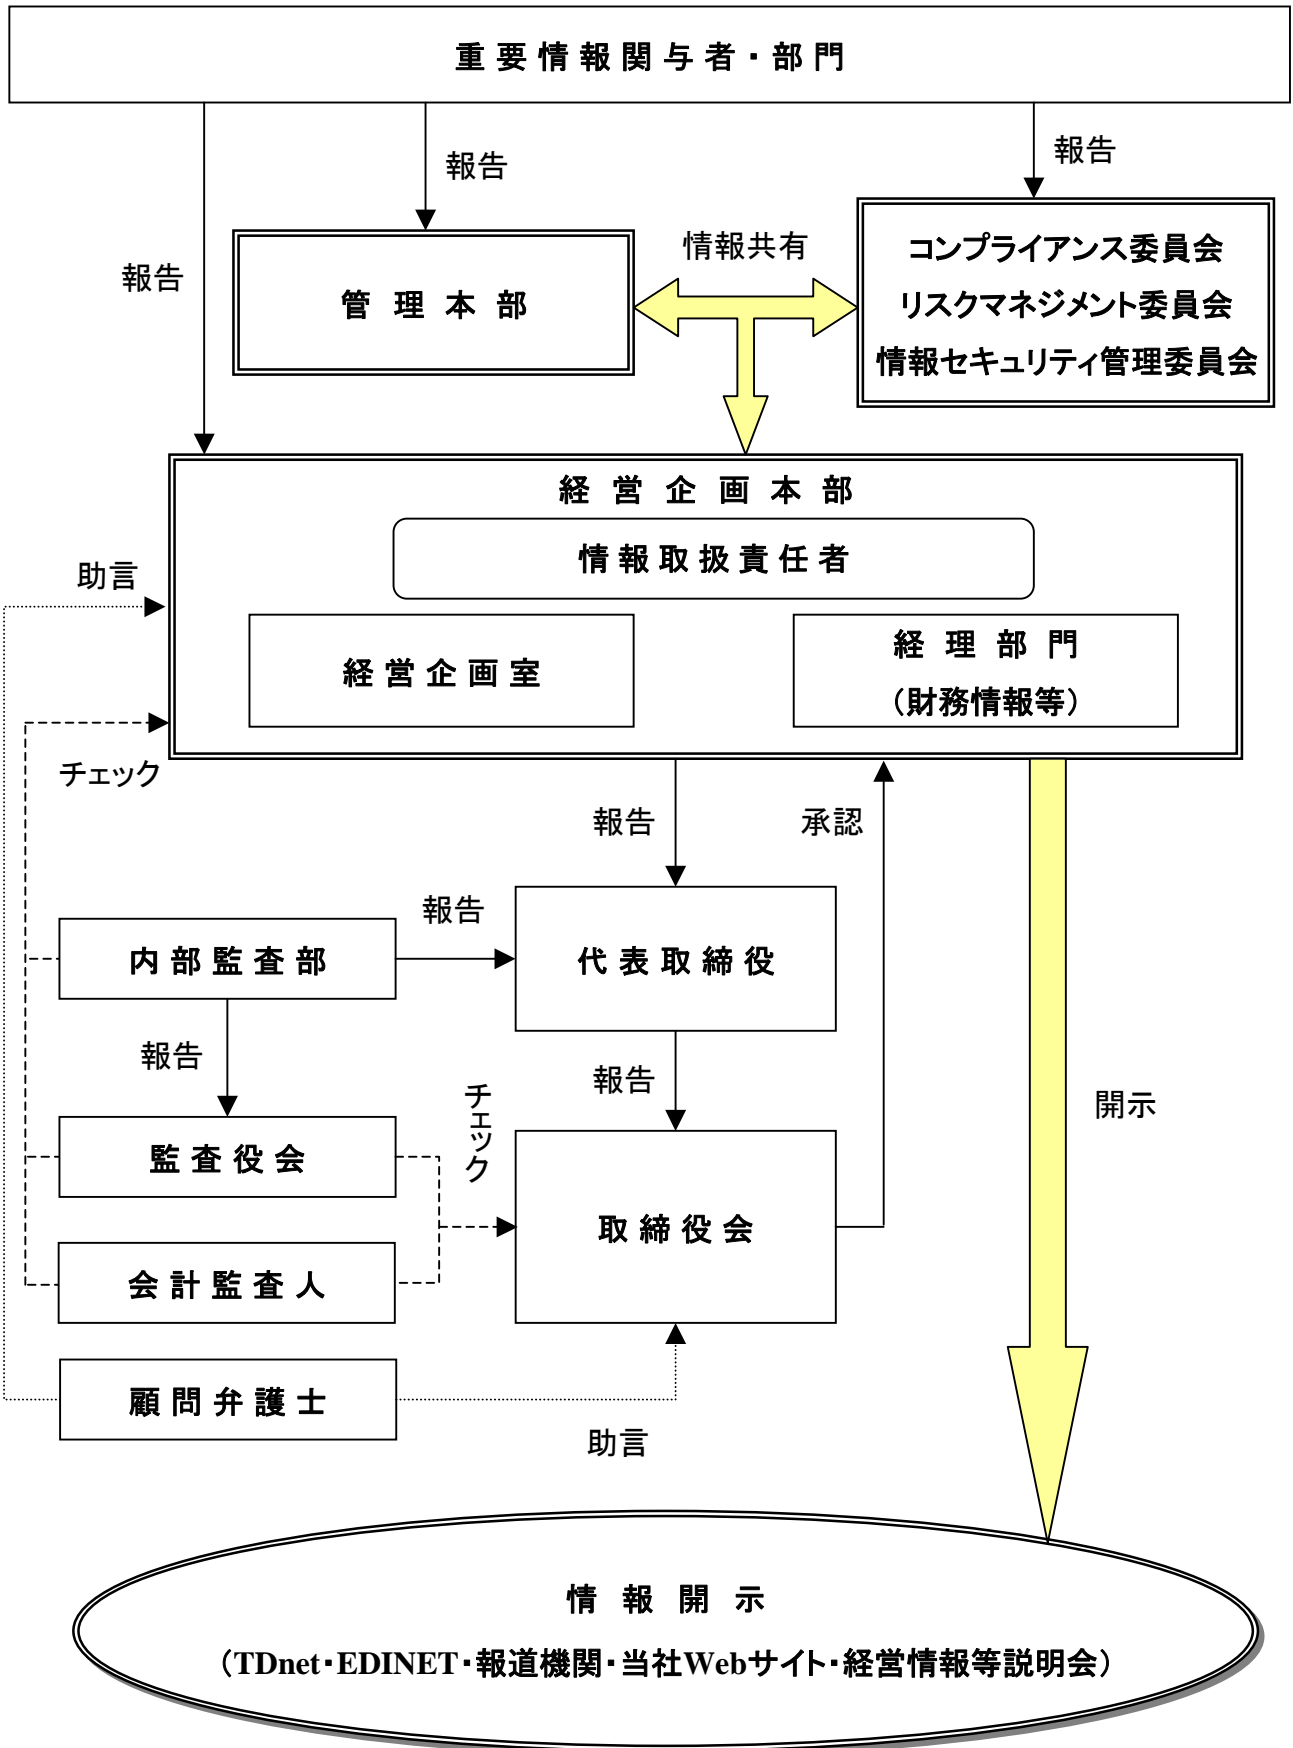 重要情報関与者・部門
報告
報告
報告
情報共有
管理本部
コンプライアンス委員会
リスクマネジメント委員会
情報セキュリティ管理委員会
経営企画本部
情報取扱責任者
助言
経営企画室
経理部門
（財務情報等）
チェック
報告
承認
報告
内部監査部
代表取締役
報告
報告
チェック
開示
監査役会
取締役会
会計監査人
顧問弁護士
助言
情報開示
（TDnet・EDINET・報道機関・当社Webサイト・経営情報等説明会）